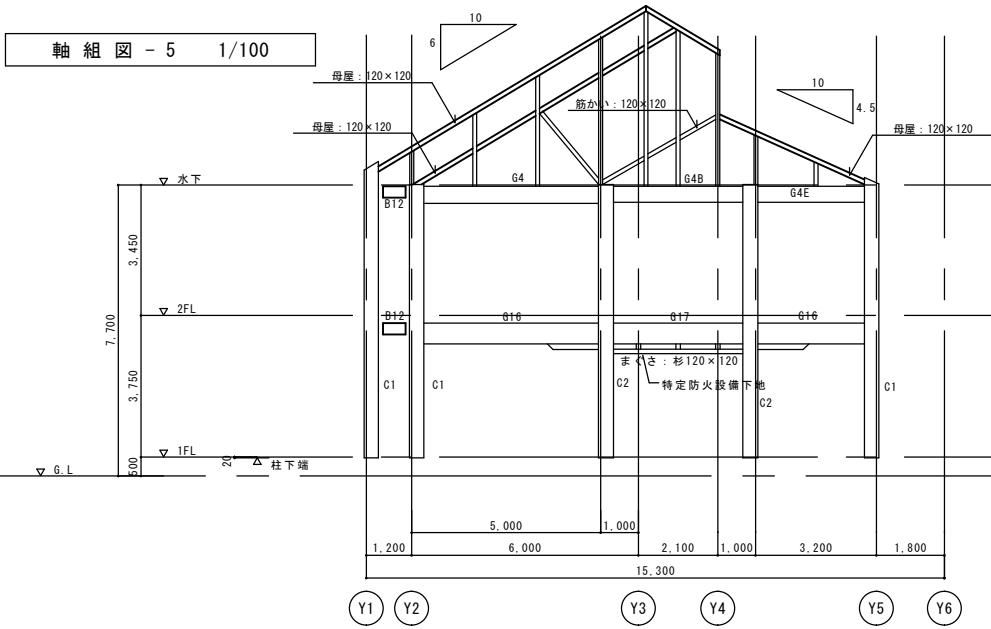 軸組図－5　1/100
10
6
母屋：120×120
筋かい：120×120
10
4.5
母屋：120×120
母屋：120×120
水下
G4
G4B
G4E
B12
3,450
2FL
B12
G16
G17
G16
7,700
まぐさ：杉120×120
特定防火設備下地
3,750
C1
C1
C2
C2
C1
1FL
500
20
柱下端
G.L
5,000
1,000
1,200
6,000
2,100
1,000
3,200
1,800
15,300
Y1
Y2
Y3
Y4
Y5
Y6